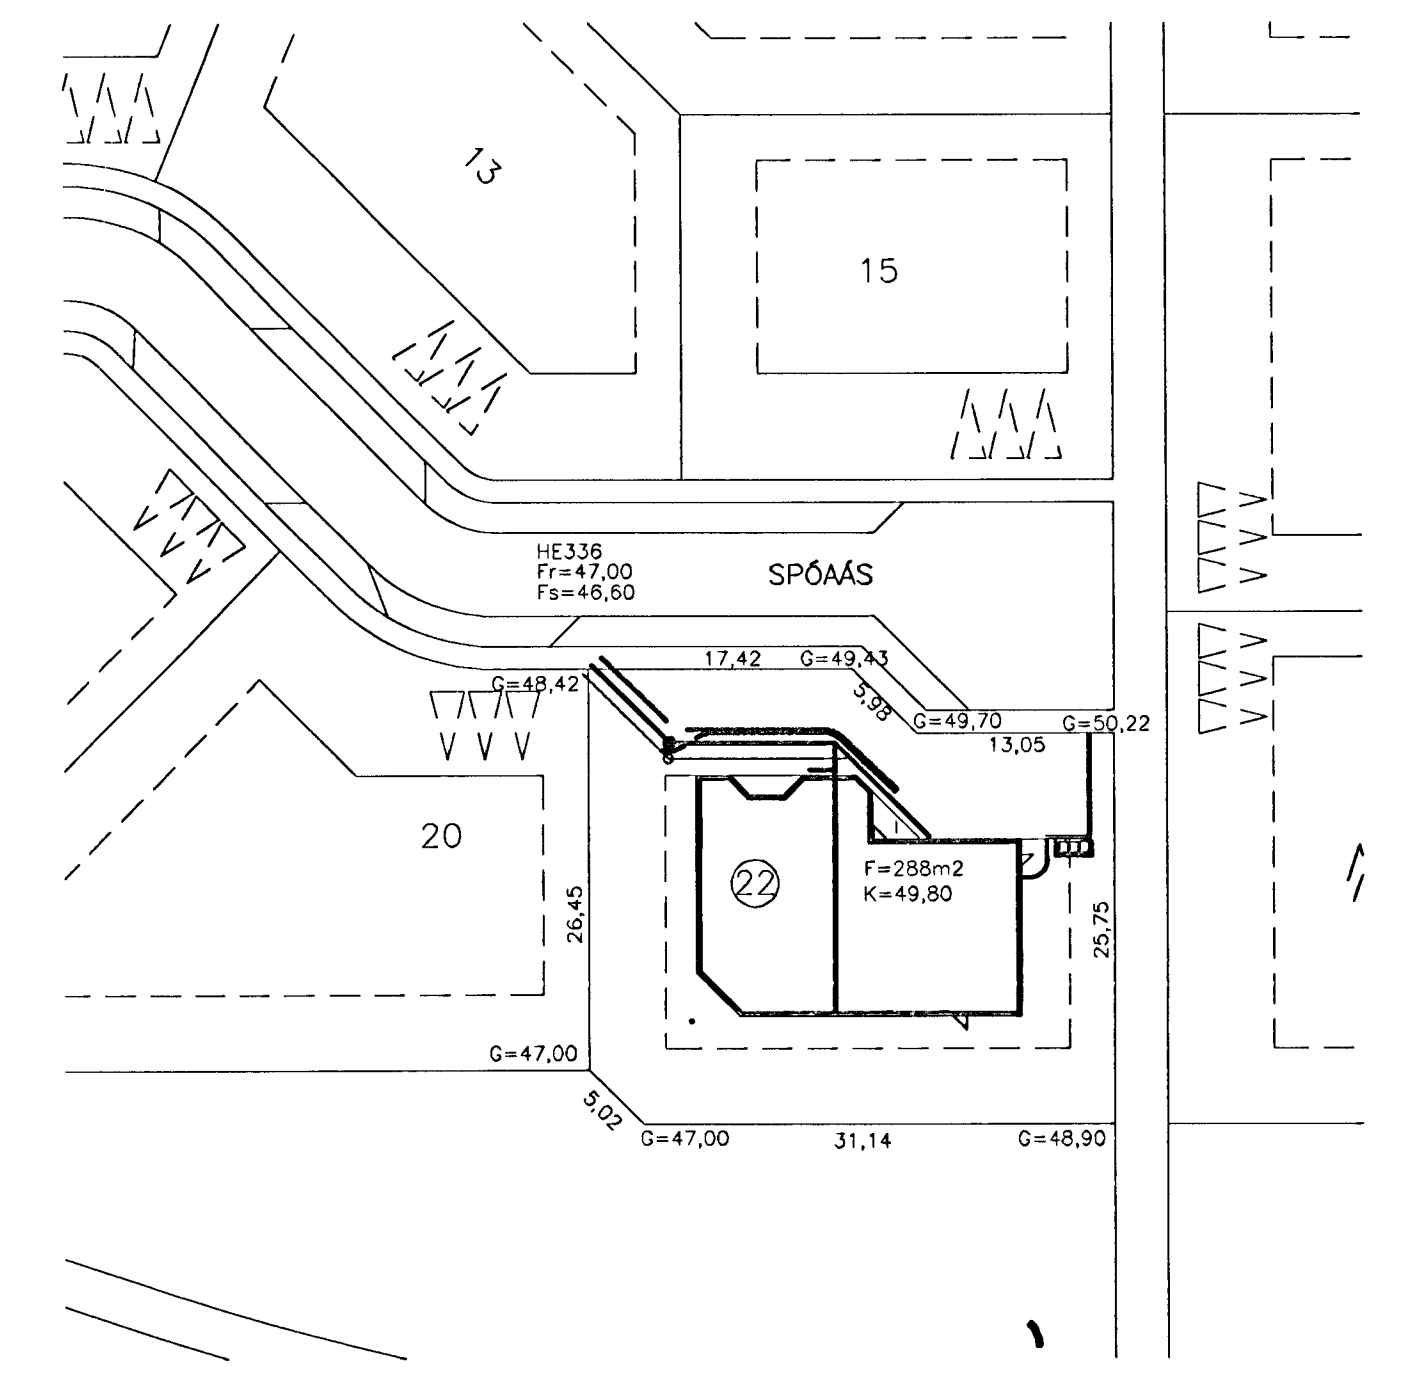 13
15
HE336
Fr=47,00
Fs=46,60
SPÓAÁS
17,42
G=49,43
G=48,42
5,98
G=49,70
G=50,22
13,05
20
22
F=288m2
K=49,80
26,45
25,75
G=47,00
5,02
G=47,00
31,14
G=48,90